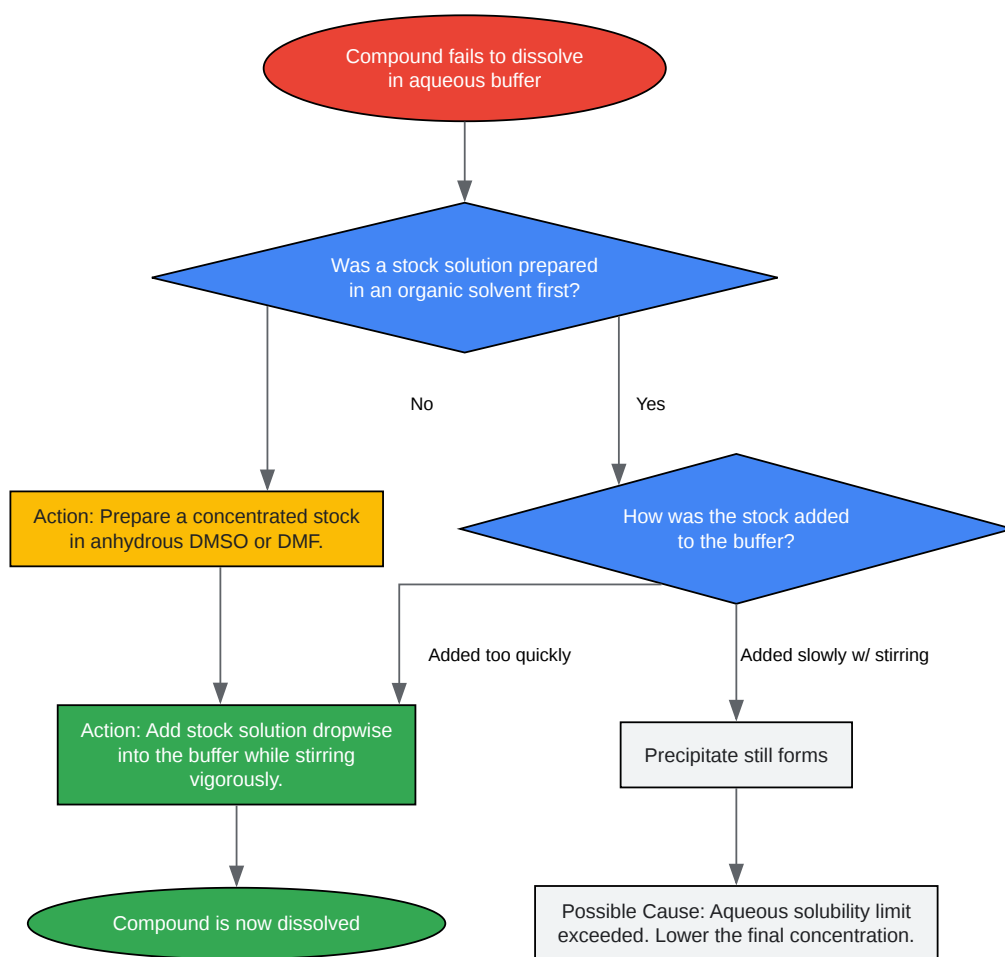 Compound fails to dissolve
in aqueous buffer
Was a stock solution prepared
in an organic solvent first?
No
Yes
Action: Prepare a concentrated stock
in anhydrous DMSO or DMF.
How was the stock added
to the buffer?
Added too quickly
Added slowly w/ stirring
Action: Add stock solution dropwise
into the buffer while stirring
vigorously.
Precipitate still forms
Compound is now dissolved
Possible Cause: Aqueous solubility limit
exceeded. Lower the final concentration.